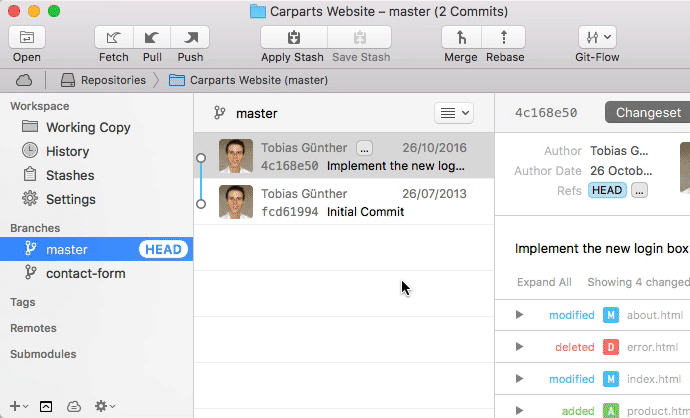 Carparts Website – master (2 Commits)
Open
Fetch
Pull
Push
Apply Stash
Save Stash
Merge
Rebase
Git-Flow
Repositories
Carparts Website (master)
Workspace
Working Copy
History
Stashes
Settings
Branches
master
HEAD
contact-form
Tags
Remotes
Submodules
master
Tobias Günther ... 26/10/2016
4c168e50 Implement the new log...
Tobias Günther 26/07/2013
fcd61994 Initial Commit
4c168e50
Changeset
Author Tobias G...
Author Date 26 Octob...
Refs HEAD ...
Implement the new login box
Expand All Showing 4 changed
modified M about.html
deleted D error.html
modified M index.html
added A product.html